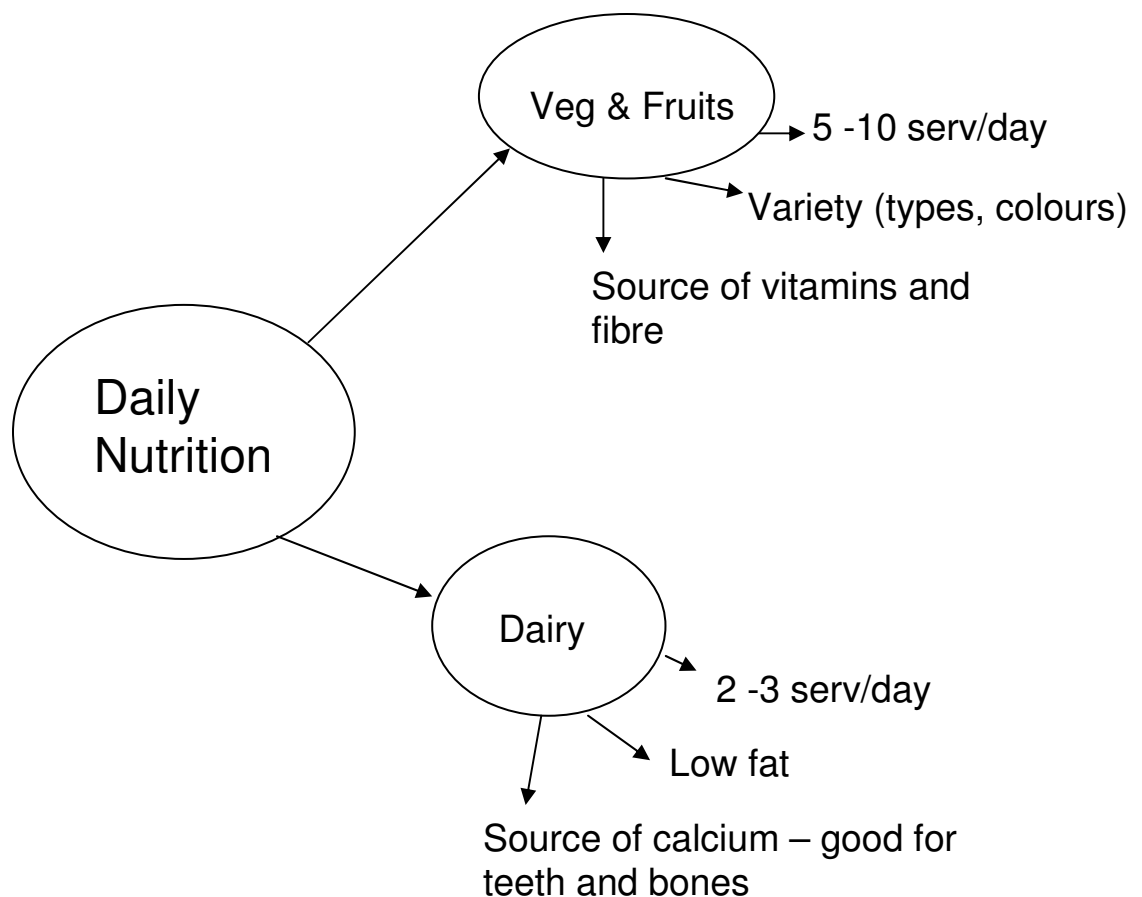 Veg & Fruits
5 -10 serv/day
Variety (types, colours)
Source of vitamins and
fibre
Daily
Nutrition
Dairy
2 -3 serv/day
Low fat
Source of calcium – good for
teeth and bones